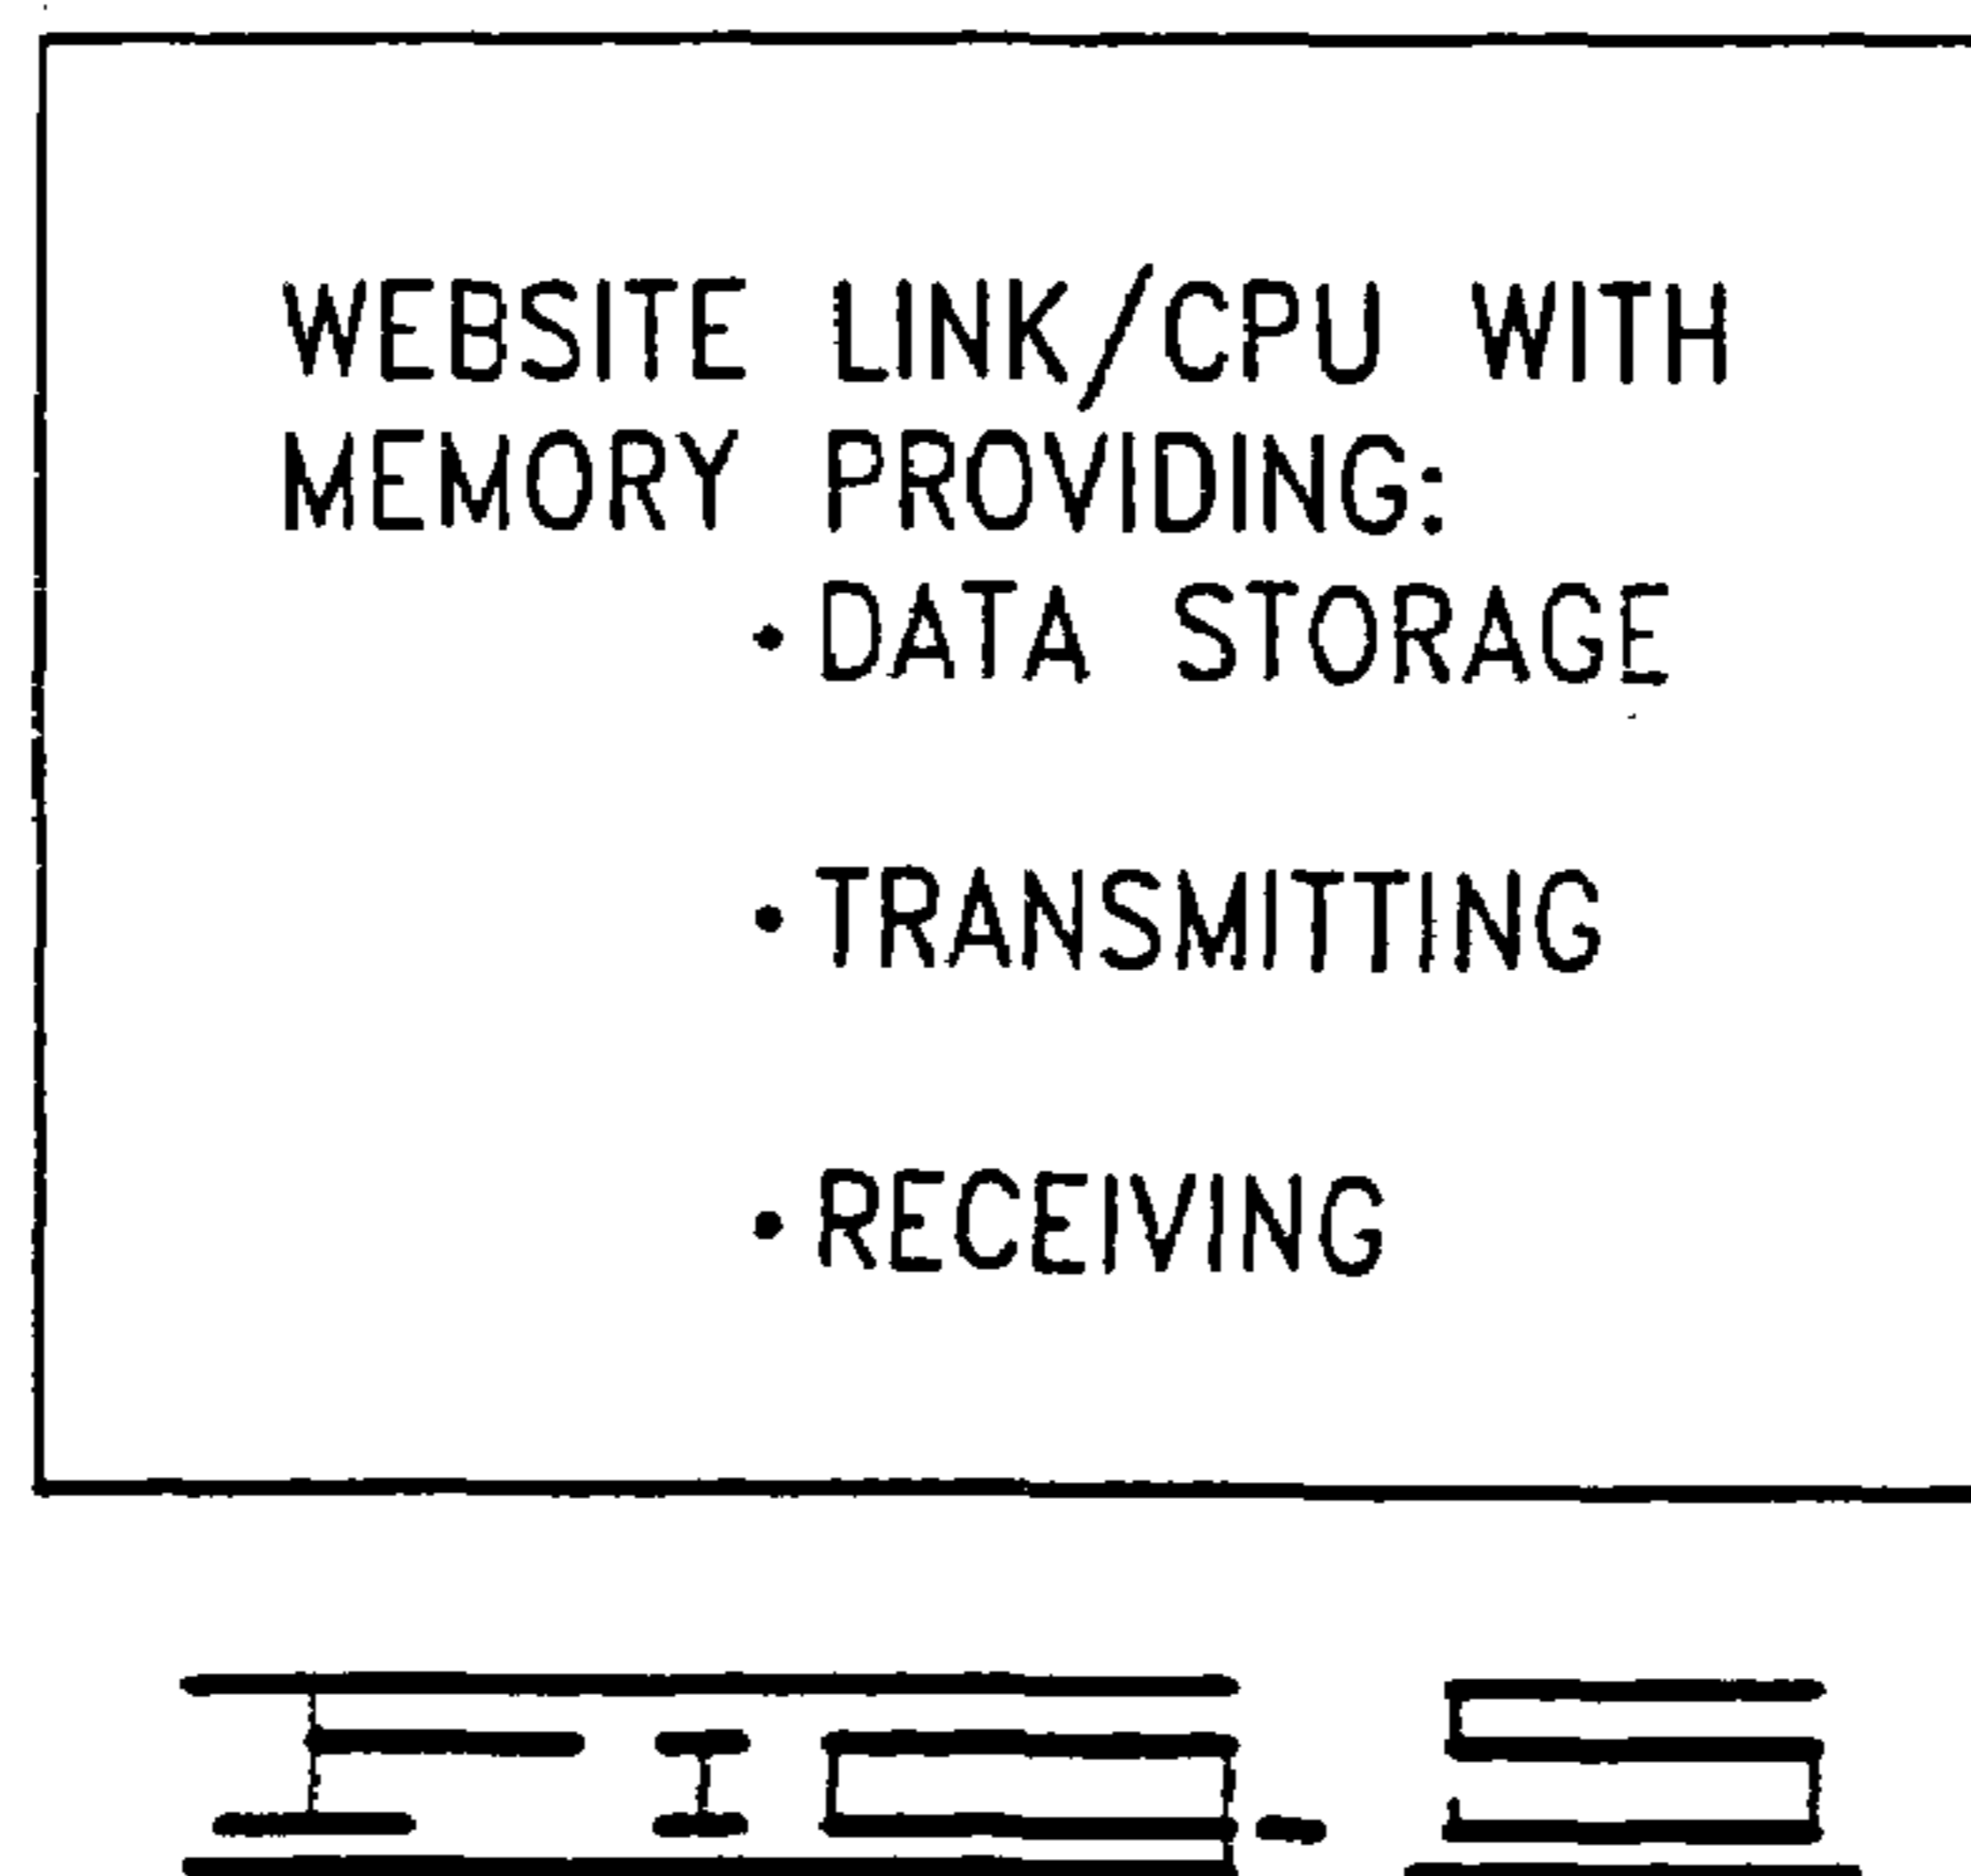 WEBSITE LINK/CPU WITH
MEMORY PROVIDING:
•DATA STORAGE
•TRANSMITTING
•RECEIVING
Fig. 5